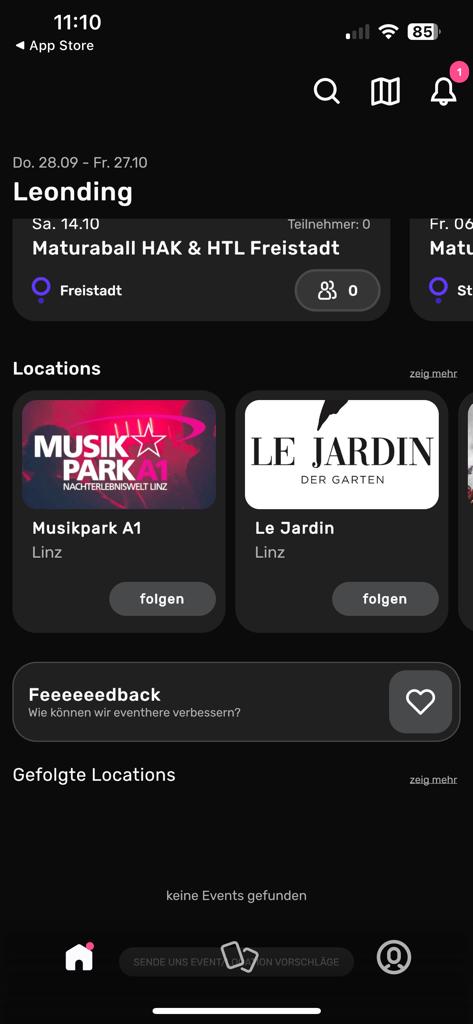 11:10
85
◀ App Store
1
Do. 28.09 - Fr. 27.10
Leonding
Sa. 14.10
Teilnehmer: 0
Fr. 06
Maturaball HAK & HTL Freistadt
Matu
Freistadt
0
St
Locations
zeig mehr
MUSIK
PARK A1
NACHTERLEBNISWELT LINZ
LE JARDIN
DER GARTEN
Musikpark A1
Le Jardin
Linz
Linz
folgen
folgen
Feeeeeedback
Wie können wir eventhere verbessern?
Gefolgte Locations
zeig mehr
keine Events gefunden
SENDE UNS EVENT/LOCATION VORSCHLÄGE